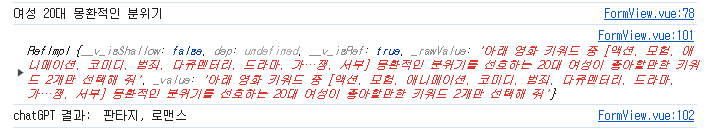 여성 20대 몽환적인 분위기 FormView.vue:78
FormView.vue:101
RefImpl {__v_isShallow: false, dep: undefined, __v_isRef: true, _rawValue: '아래 영화 키워드 중 [액션, 모험, 애
니메이션, 코미디, 범죄, 다큐멘터리, 드라마, 가…쟁, 서부] 몽환적인 분위기를 선호하는 20대 여성이 좋아할만한 키워
드 2개만 선택해 줘', _value: '아래 영화 키워드 중 [액션, 모험, 애니메이션, 코미디, 범죄, 다큐멘터리, 드라마,
가…쟁, 서부] 몽환적인 분위기를 선호하는 20대 여성이 좋아할만한 키워드 2개만 선택해 줘'}
chatGPT 결과: 판타지, 로맨스 FormView.vue:102